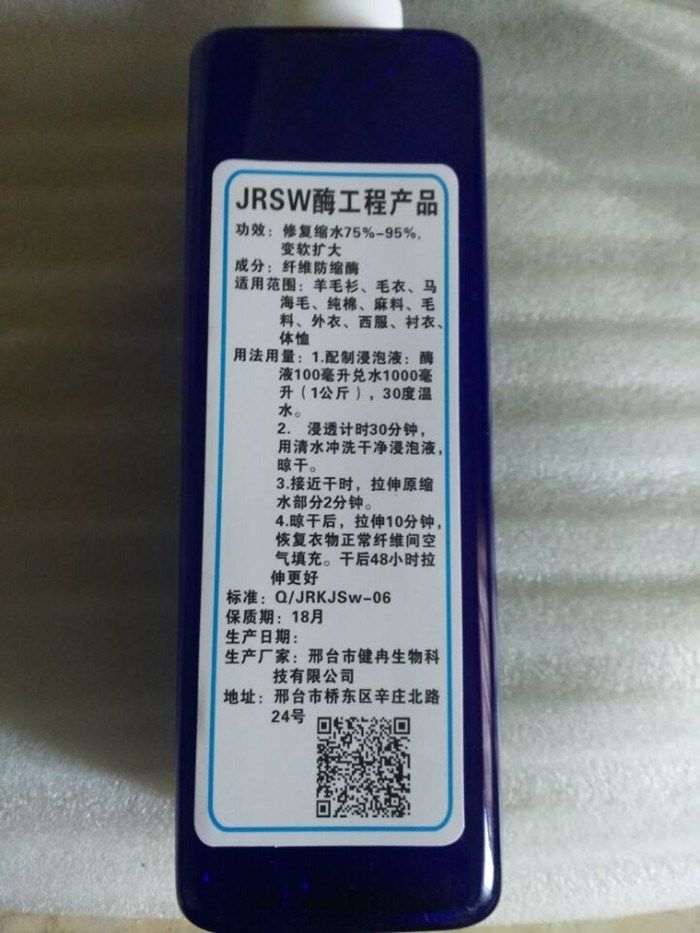 JRSW酶工程产品
功效：修复缩水75%-95%,
变软扩大
成分：纤维防缩酶
适用范围：羊毛衫、毛衣、马
海毛、纯棉、麻料、毛
料、外衣、西服、衬衣、
体恤
用法用量：1.配制浸泡液：酶
液100毫升兑水1000毫
升（1公斤），30度温
水。
2. 浸透计时30分钟，
用清水冲洗干净浸泡液，
晾干。
3.接近干时，拉伸原缩
水部分2分钟。
4.晾干后，拉伸10分钟，
恢复衣物正常纤维间空
气填充。干后48小时拉
伸更好
标准：Q/JRKJSw-06
保质期：18月
生产日期：
生产厂家：邢台市健冉生物科
技有限公司
地址：邢台市桥东区辛庄北路
24号